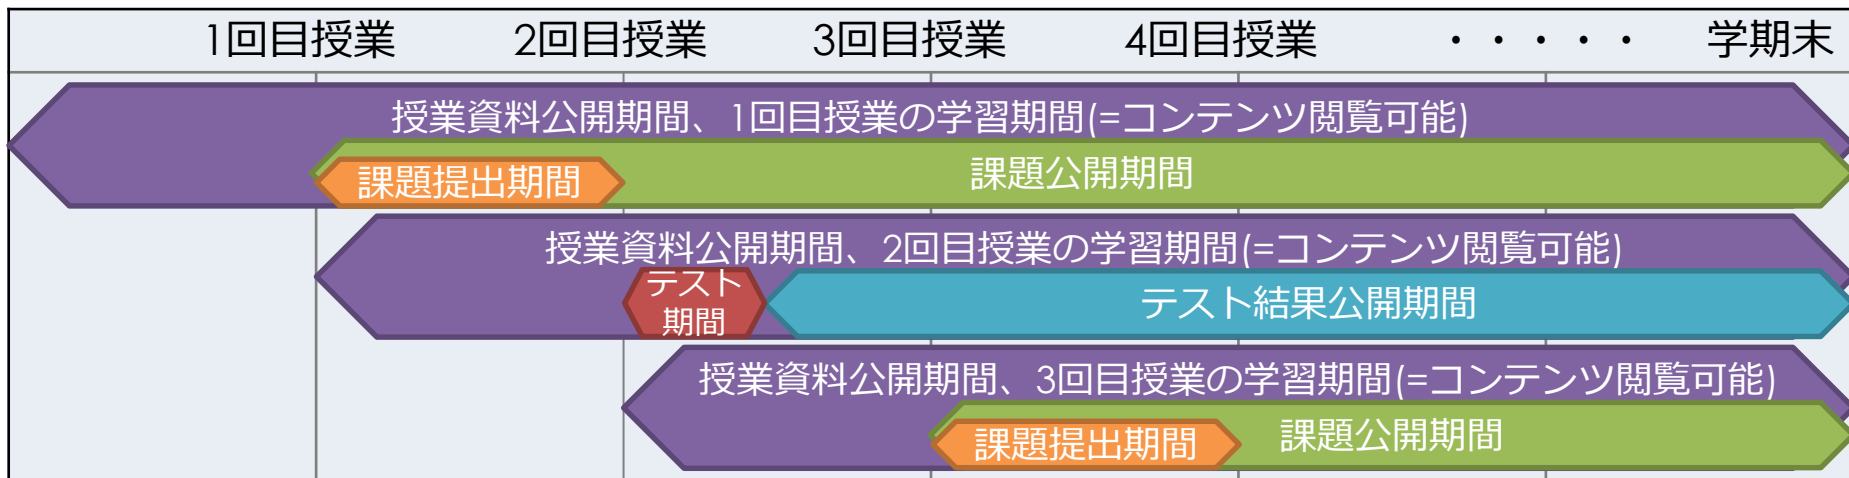 1回目授業 2回目授業 3回目授業 4回目授業 ・・・・・ 学期末
授業資料公開期間、1回目授業の学習期間(=コンテンツ閲覧可能)
課題提出期間 課題公開期間
授業資料公開期間、2回目授業の学習期間(=コンテンツ閲覧可能)
テスト
期間
テスト結果公開期間
授業資料公開期間、3回目授業の学習期間(=コンテンツ閲覧可能)
課題提出期間 課題公開期間